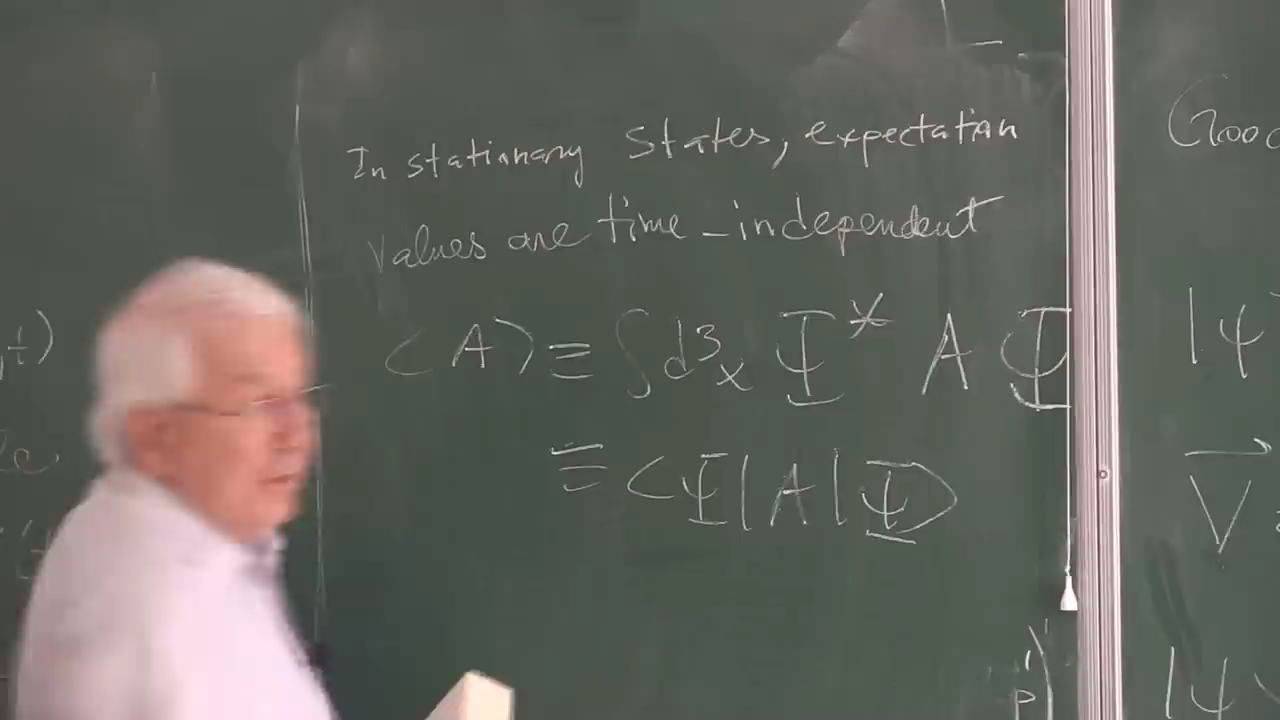 In stationary states, expectation
values are time-independent
⟨A⟩ ≡ ∫d³x Ψ* A Ψ
≡ ⟨Ψ|A|Ψ⟩
t)
|ψ
V
p')
|ψ